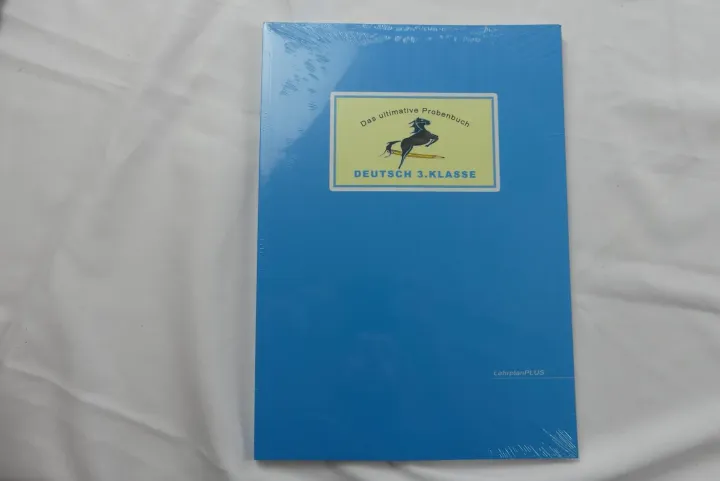 Das ultimative Probenbuch
DEUTSCH 3.KLASSE
LehrplanPLUS